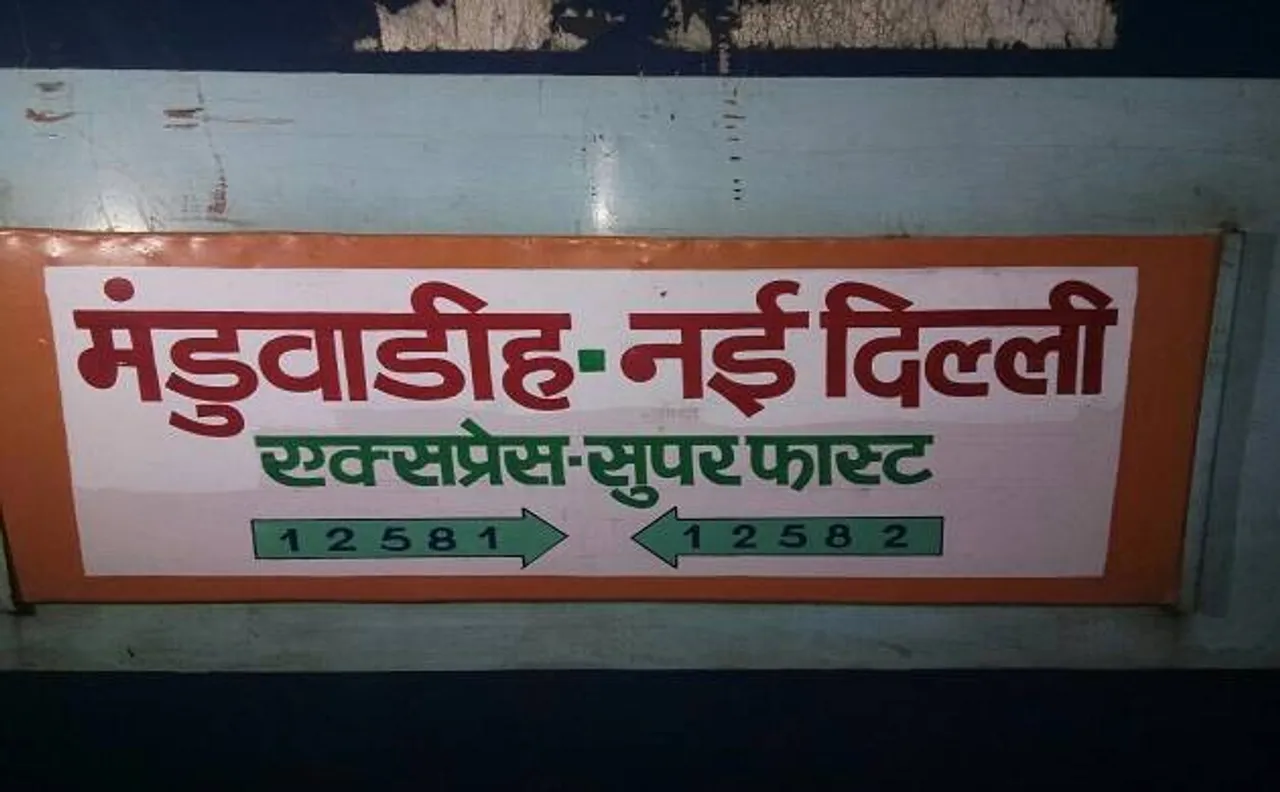 मंडुवाडीह-नई दिल्ली
एक्सप्रेस-सुपर फास्ट
12581 12582